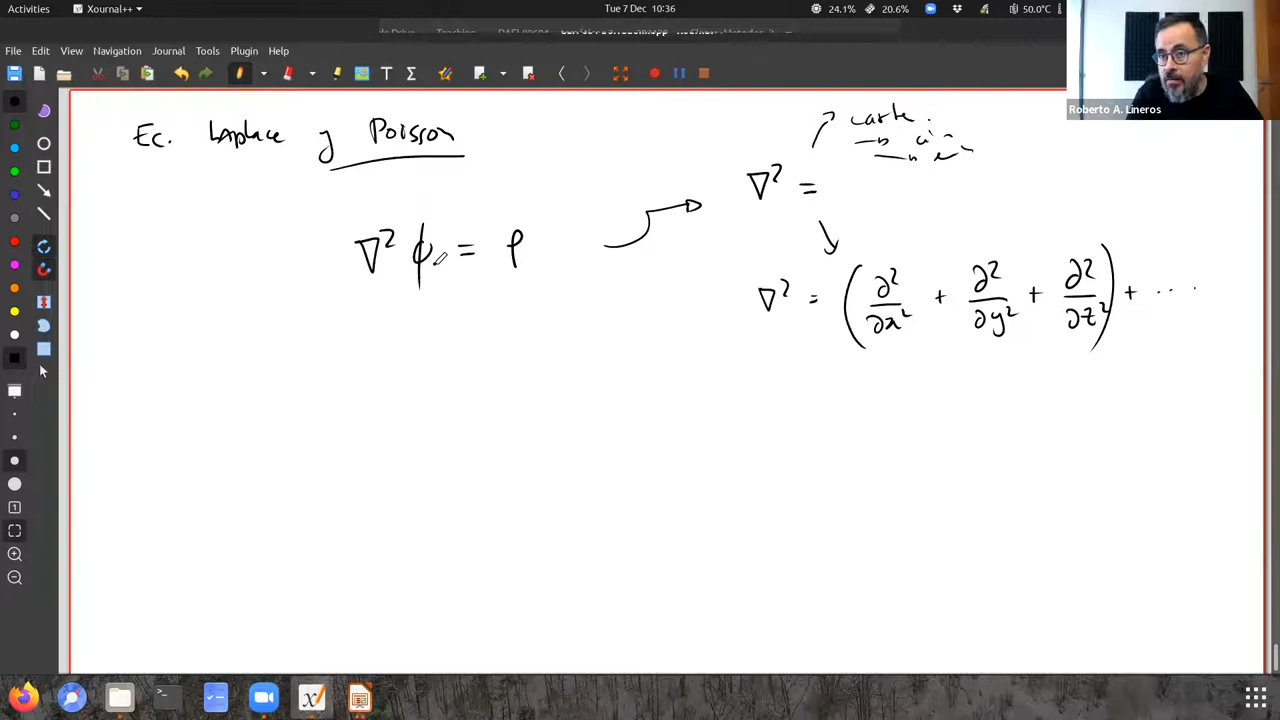 Activities Xournal++ Tue 7 Dec 10:36 24.1% 20.6% 50.0°C
File Edit View Navigation Journal Tools Plugin Help
Roberto A. Lineros
Ec. Laplace y Poisson
carte.
∇² =
∇² φ = ρ
∇² = (∂²/∂x² + ∂²/∂y² + ∂²/∂z²) + ....